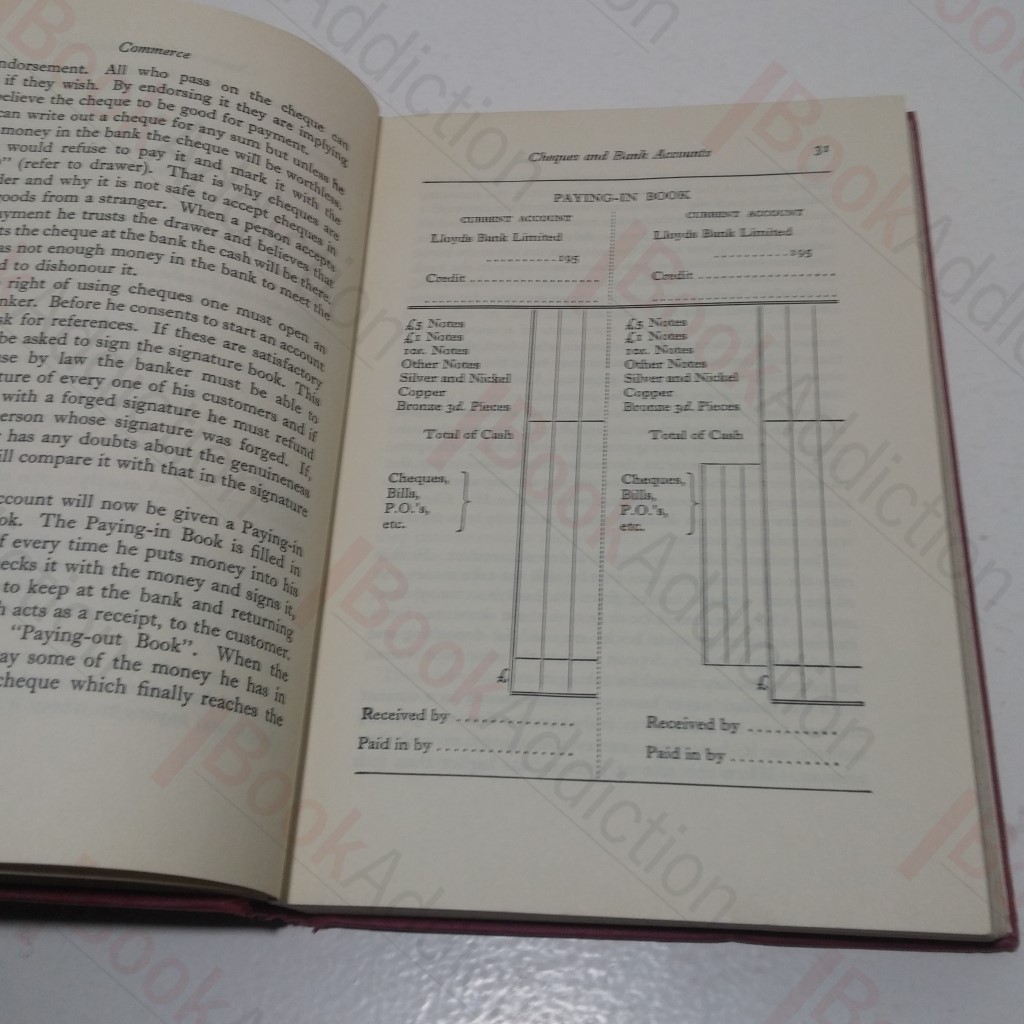 Commerce
ndorsement. All who pass on the cheque can
if they wish. By endorsing it they are implying
elieve the cheque to be good for payment.
can write out a cheque for any sum but unless he
money in the bank the cheque will be worthless.
would refuse to pay it and mark it with the
" (refer to drawer). That is why cheques are
der and why it is not safe to accept cheques in
goods from a stranger. When a person accepts
ayment he trusts the drawer and believes that
ts the cheque at the bank the cash will be there.
as not enough money in the bank to meet the
d to dishonour it.
right of using cheques one must open an
nker. Before he consents to start an account
sk for references. If these are satisfactory
be asked to sign the signature book. This
se by law the banker must be able to
ture of every one of his customers and if
with a forged signature he must refund
erson whose signature was forged. If,
has any doubts about the genuineness
ill compare it with that in the signature
ccount will now be given a Paying-in
ok. The Paying-in Book is filled in
f every time he puts money into his
ecks it with the money and signs it,
to keep at the bank and returning
h acts as a receipt, to the customer.
"Paying-out Book". When the
ay some of the money he has in
cheque which finally reaches the
Cheques and Bank Accounts 31
PAYING-IN BOOK
CURRENT ACCOUNT
Lloyds Bank Limited
195
Credit
£5 Notes
£1 Notes
10s. Notes
Other Notes
Silver and Nickel
Copper
Bronze 3d. Pieces
Total of Cash
Cheques,
Bills,
P.O.'s,
etc.
£
Received by
Paid in by
CURRENT ACCOUNT
Lloyds Bank Limited
195
Credit
£5 Notes
£1 Notes
10s. Notes
Other Notes
Silver and Nickel
Copper
Bronze 3d. Pieces
Total of Cash
Cheques,
Bills,
P.O.'s,
etc.
£
Received by
Paid in by
BookAddiction